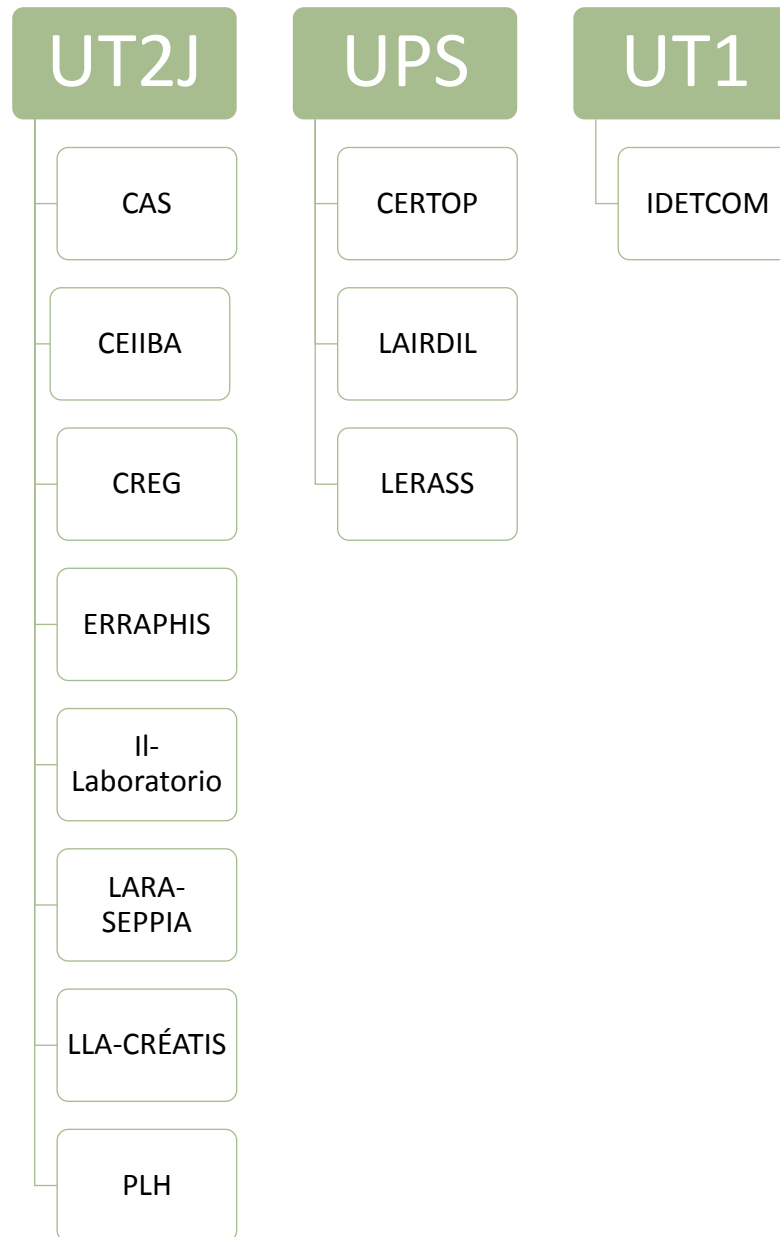 UT2J
CAS
CEIIBA
CREG
ERRAPHIS
Il-
Laboratorio
LARA-
SEPPIA
LLA-CRÉATIS
PLH
UPS
CERTOP
LAIRDIL
LERASS
UT1
IDETCOM